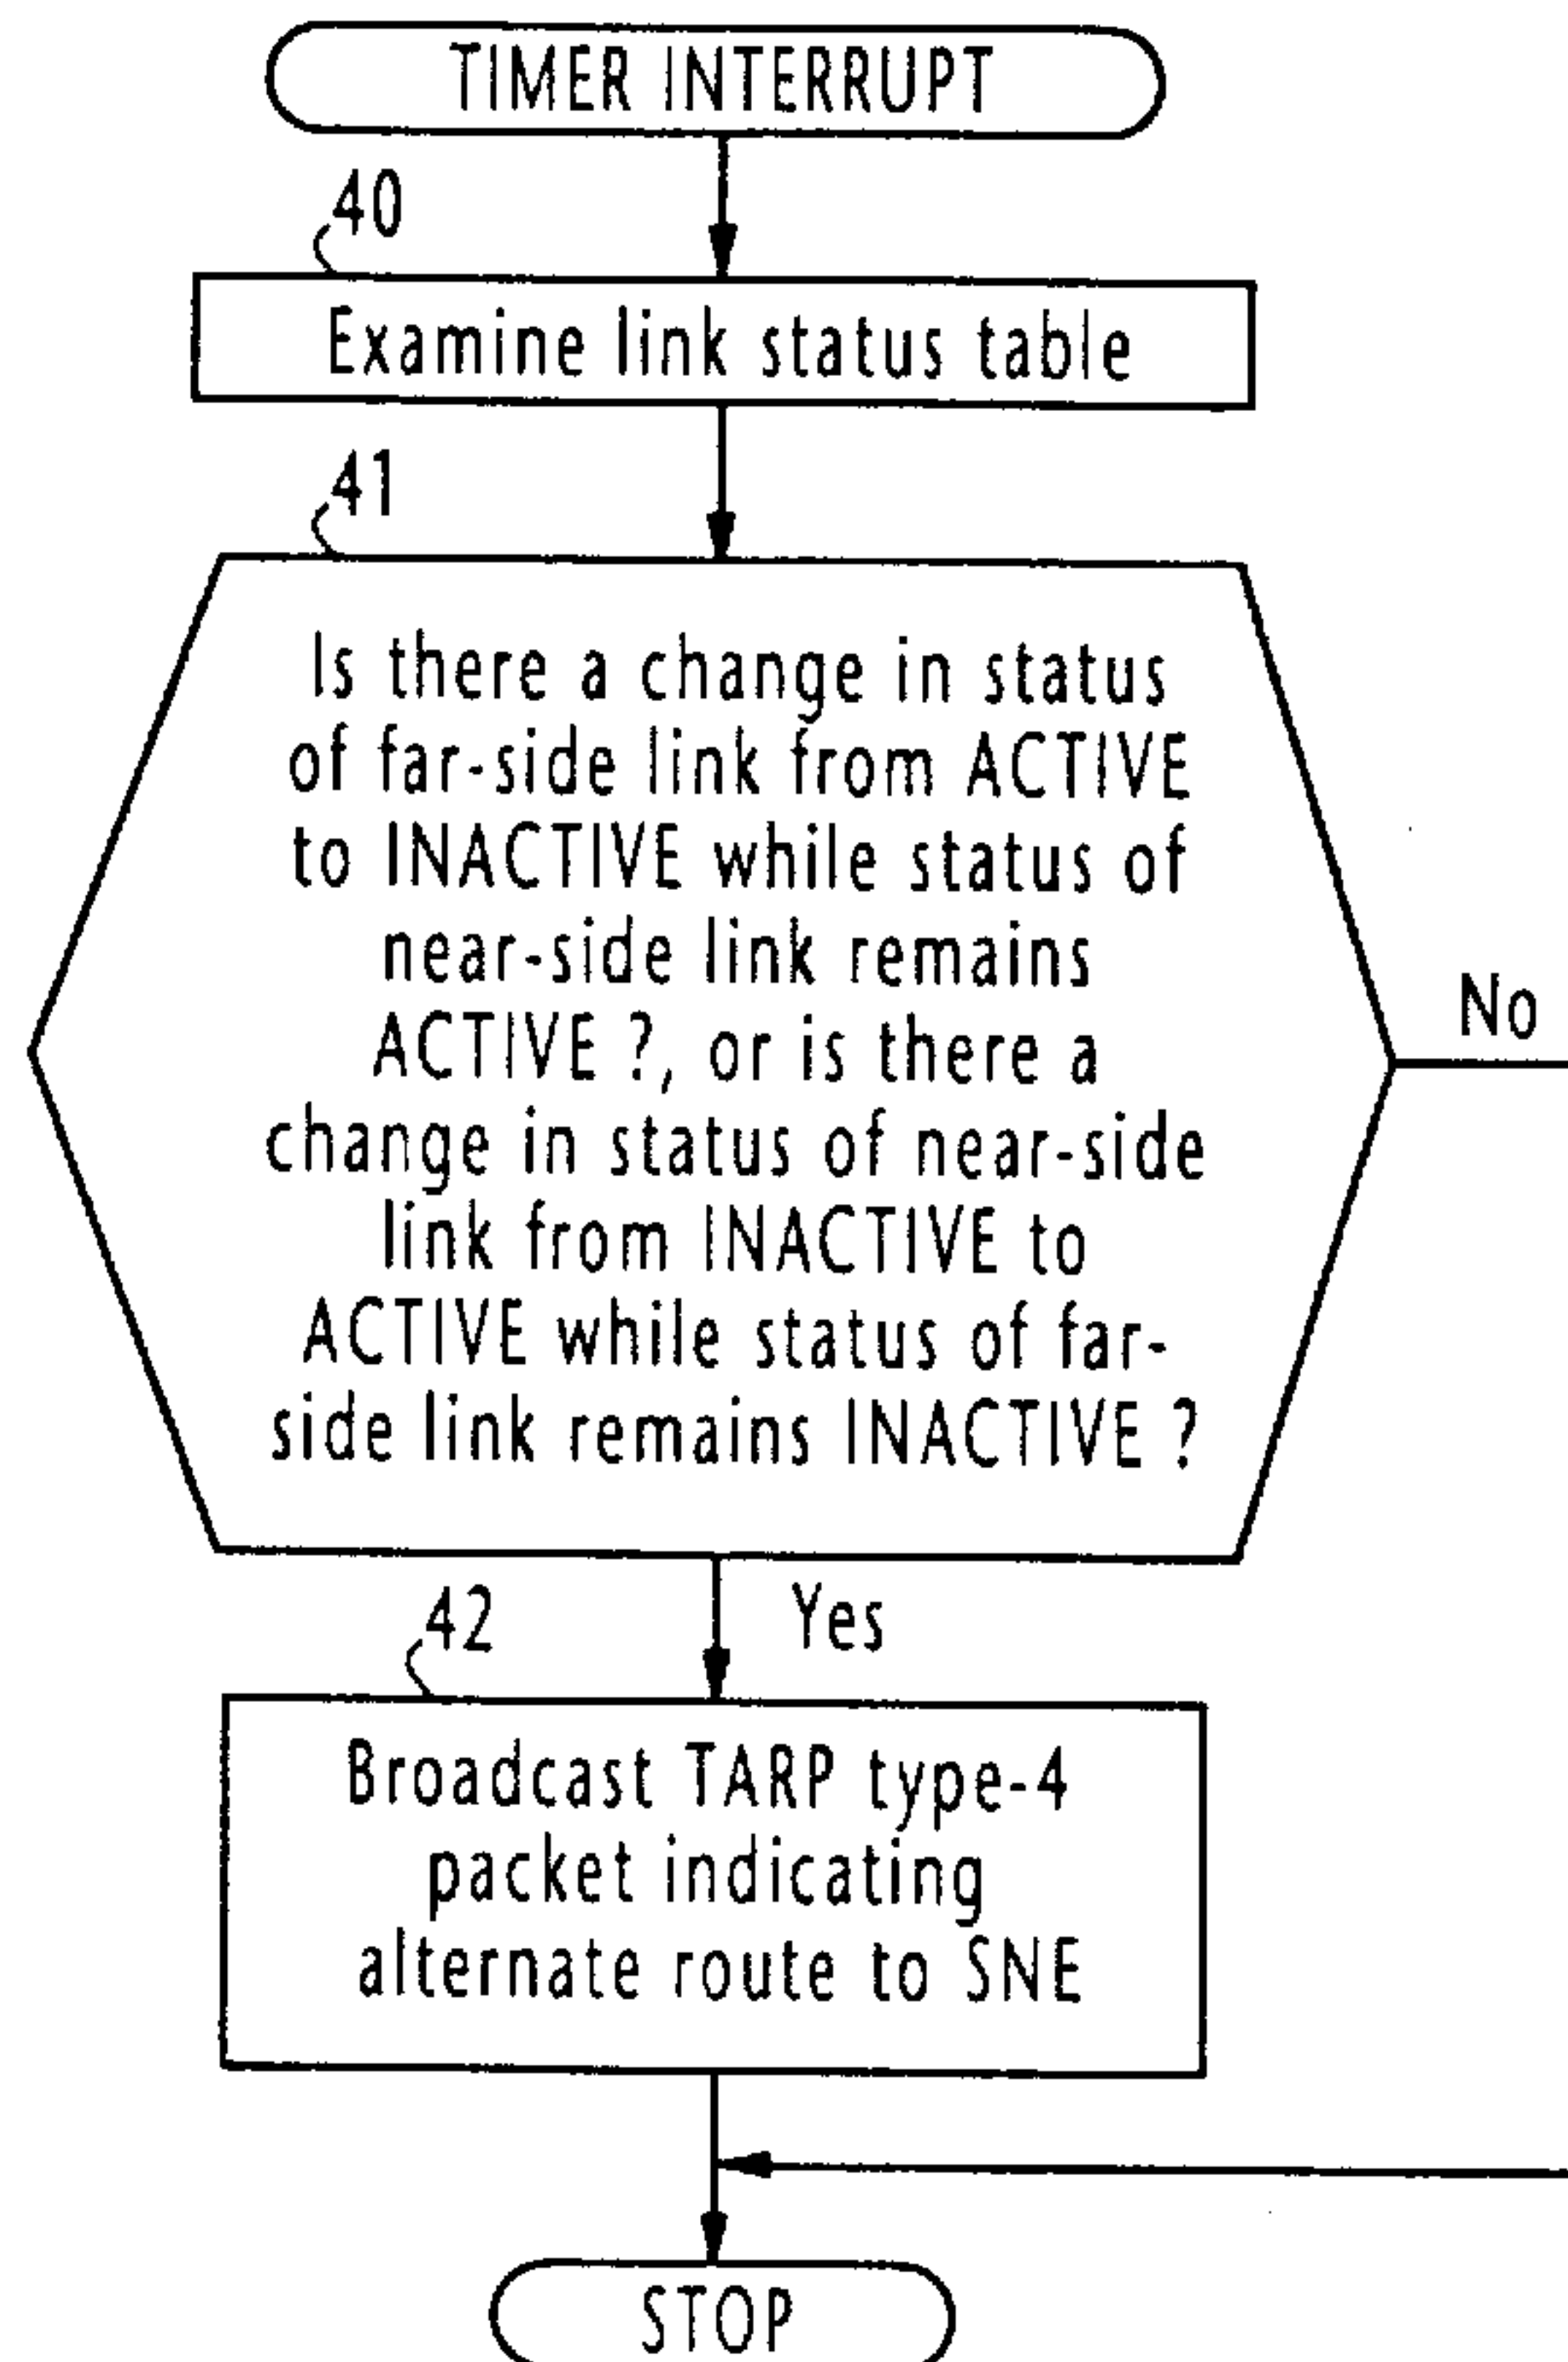 TIMER INTERRUPT
40
Examine link status table
41
Is there a change in status
of far-side link from ACTIVE
to INACTIVE while status of
near-side link remains
ACTIVE ?, or is there a
change in status of near-side
link from INACTIVE to
ACTIVE while status of far-
side link remains INACTIVE ?
No
42
Yes
Broadcast TARP type-4
packet indicating
alternate route to SNE
STOP